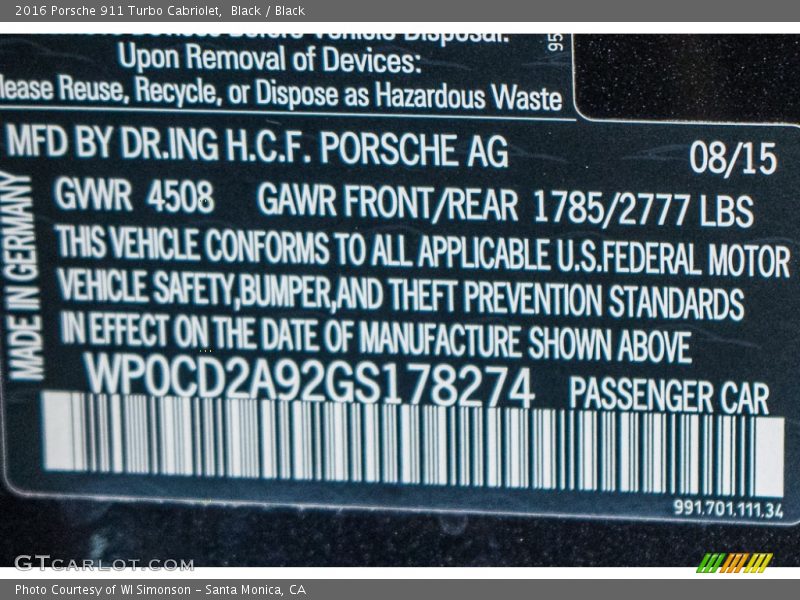 2016 Porsche 911 Turbo Cabriolet, Black / Black
Vehicle Disposal.
95
Upon Removal of Devices:
Please Reuse, Recycle, or Dispose as Hazardous Waste
MFD BY DR.ING H.C.F. PORSCHE AG 08/15
GVWR 4508 GAWR FRONT/REAR 1785/2777 LBS
THIS VEHICLE CONFORMS TO ALL APPLICABLE U.S.FEDERAL MOTOR
VEHICLE SAFETY,BUMPER,AND THEFT PREVENTION STANDARDS
IN EFFECT ON THE DATE OF MANUFACTURE SHOWN ABOVE
MADE IN GERMANY
WP0CD2A92GS178274 PASSENGER CAR
991.701.111.34
GTCARLOT.COM
Photo Courtesy of WI Simonson - Santa Monica, CA